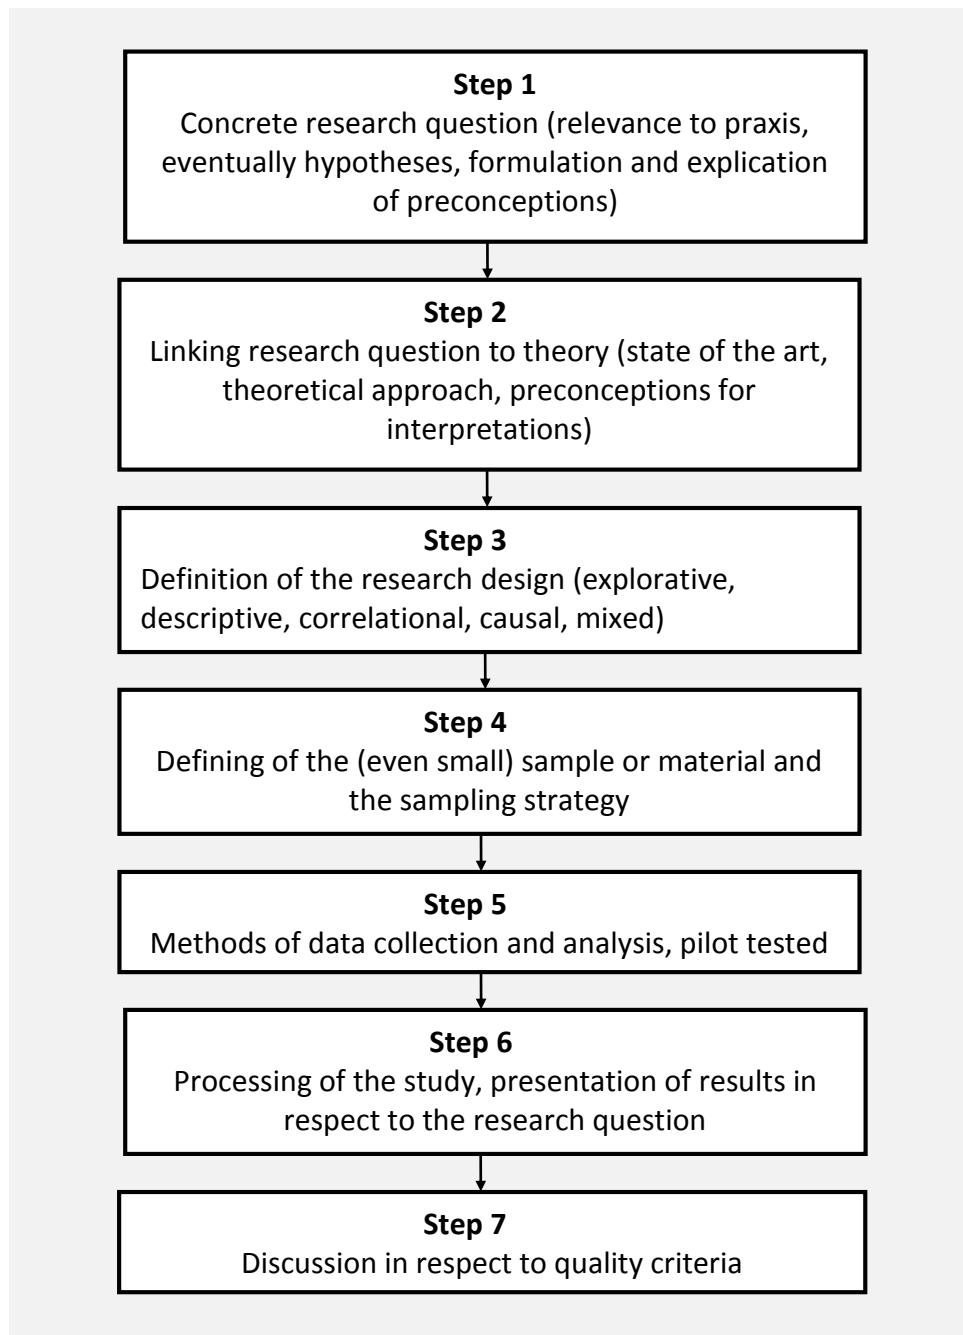 Step 1
Concrete research question (relevance to praxis,
eventually hypotheses, formulation and explication
of preconceptions)
Step 2
Linking research question to theory (state of the art,
theoretical approach, preconceptions for
interpretations)
Step 3
Definition of the research design (explorative,
descriptive, correlational, causal, mixed)
Step 4
Defining of the (even small) sample or material and
the sampling strategy
Step 5
Methods of data collection and analysis, pilot tested
Step 6
Processing of the study, presentation of results in
respect to the research question
Step 7
Discussion in respect to quality criteria